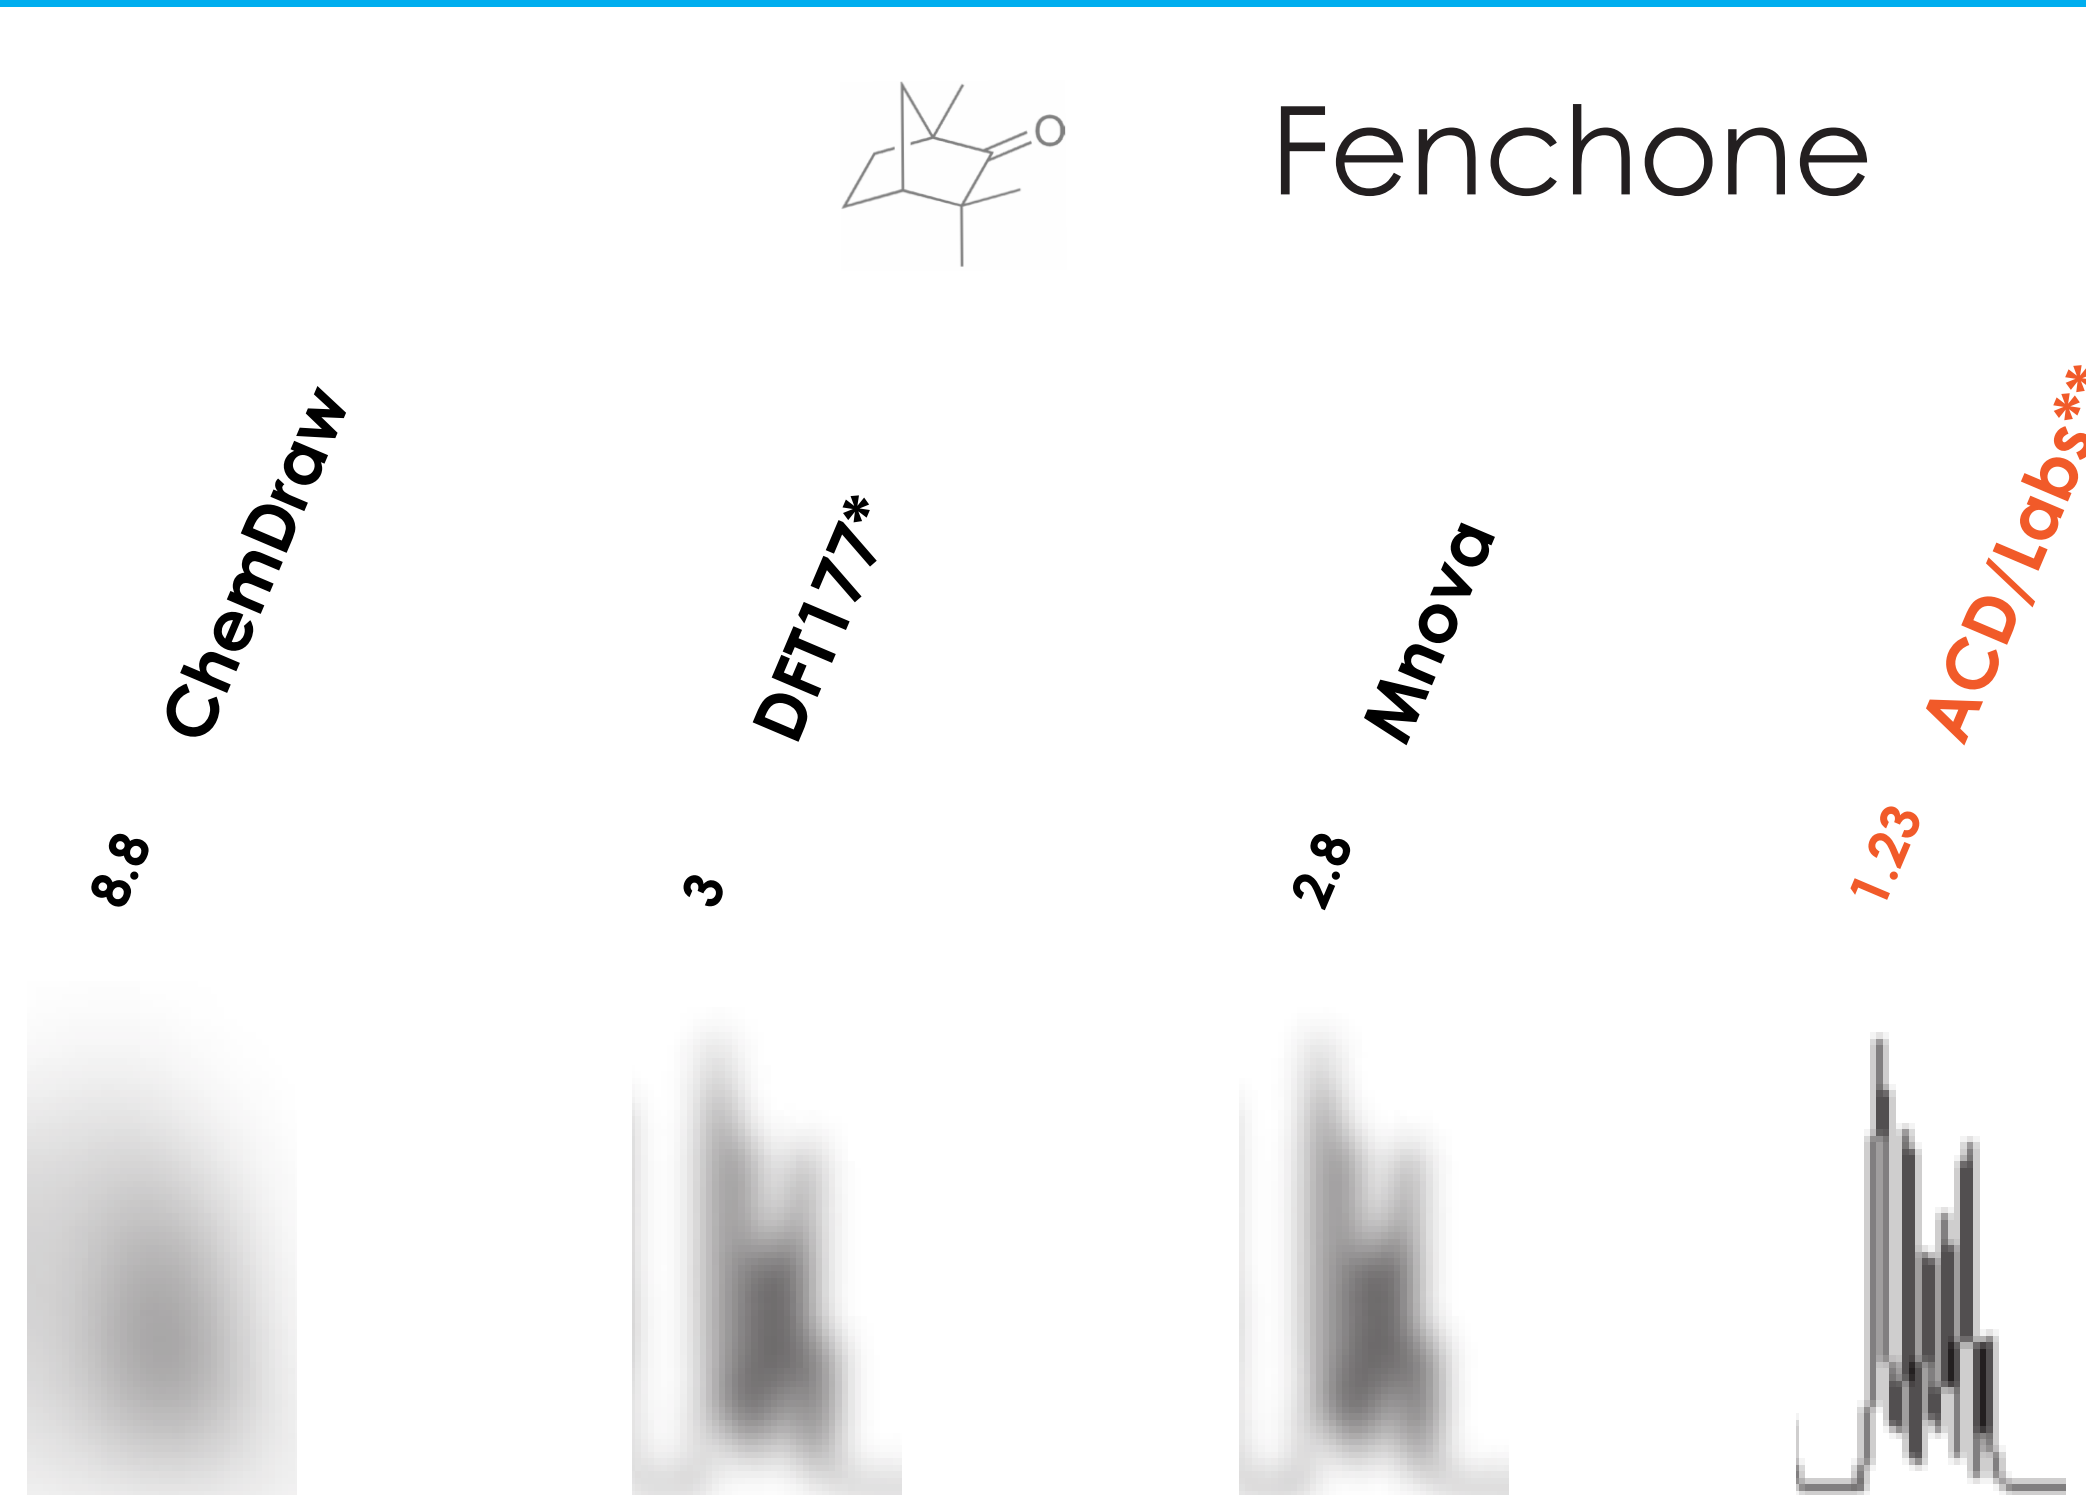 O
Fenchone
ChemDraw
DFT177*
Mnova
ACD/Labs**
8.8
3
2.8
1.23